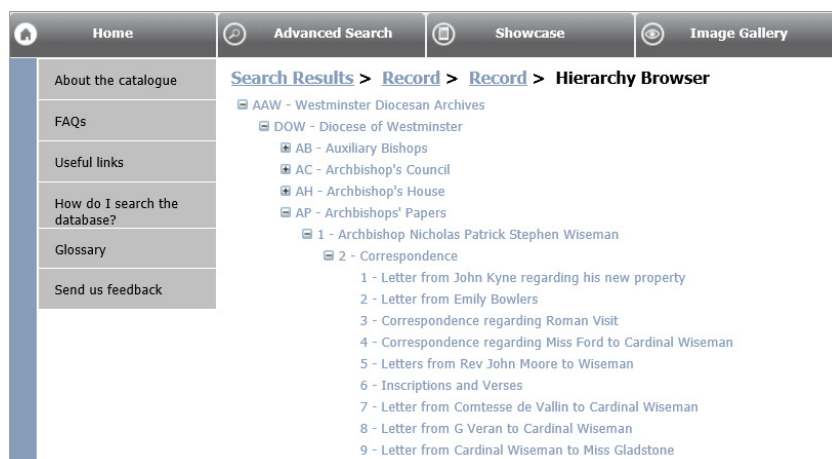 Home
Advanced Search
Showcase
Image Gallery
About the catalogue
FAQs
Useful links
How do I search the
database?
Glossary
Send us feedback
Search Results > Record > Record > Hierarchy Browser
AAW - Westminster Diocesan Archives
DOW - Diocese of Westminster
AB - Auxiliary Bishops
AC - Archbishop's Council
AH - Archbishop's House
AP - Archbishops' Papers
1 - Archbishop Nicholas Patrick Stephen Wiseman
2 - Correspondence
1 - Letter from John Kyne regarding his new property
2 - Letter from Emily Bowlers
3 - Correspondence regarding Roman Visit
4 - Correspondence regarding Miss Ford to Cardinal Wiseman
5 - Letters from Rev John Moore to Wiseman
6 - Inscriptions and Verses
7 - Letter from Comtesse de Vallin to Cardinal Wiseman
8 - Letter from G Veran to Cardinal Wiseman
9 - Letter from Cardinal Wiseman to Miss Gladstone